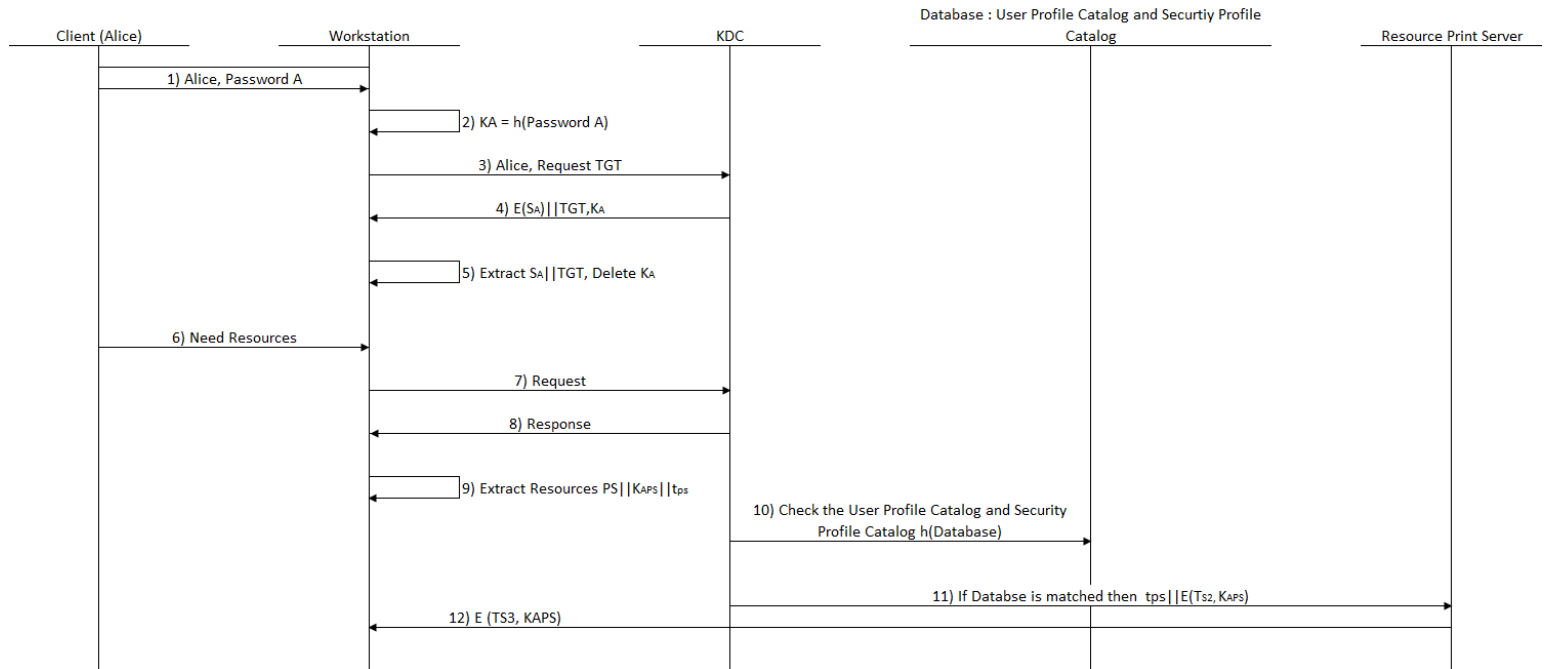 Database : User Profile Catalog and Securtiy Profile
Catalog
Client (Alice)
Workstation
KDC
Resource Print Server
1) Alice, Password A
2) KA = h(Password A)
3) Alice, Request TGT
4) E(SA)||TGT,KA
5) Extract SA||TGT, Delete KA
6) Need Resources
7) Request
8) Response
9) Extract Resources PS||KAPS||tps
10) Check the User Profile Catalog and Security
Profile Catalog h(Database)
11) If Databse is matched then tps||E(TS2, KAPS)
12) E (TS3, KAPS)